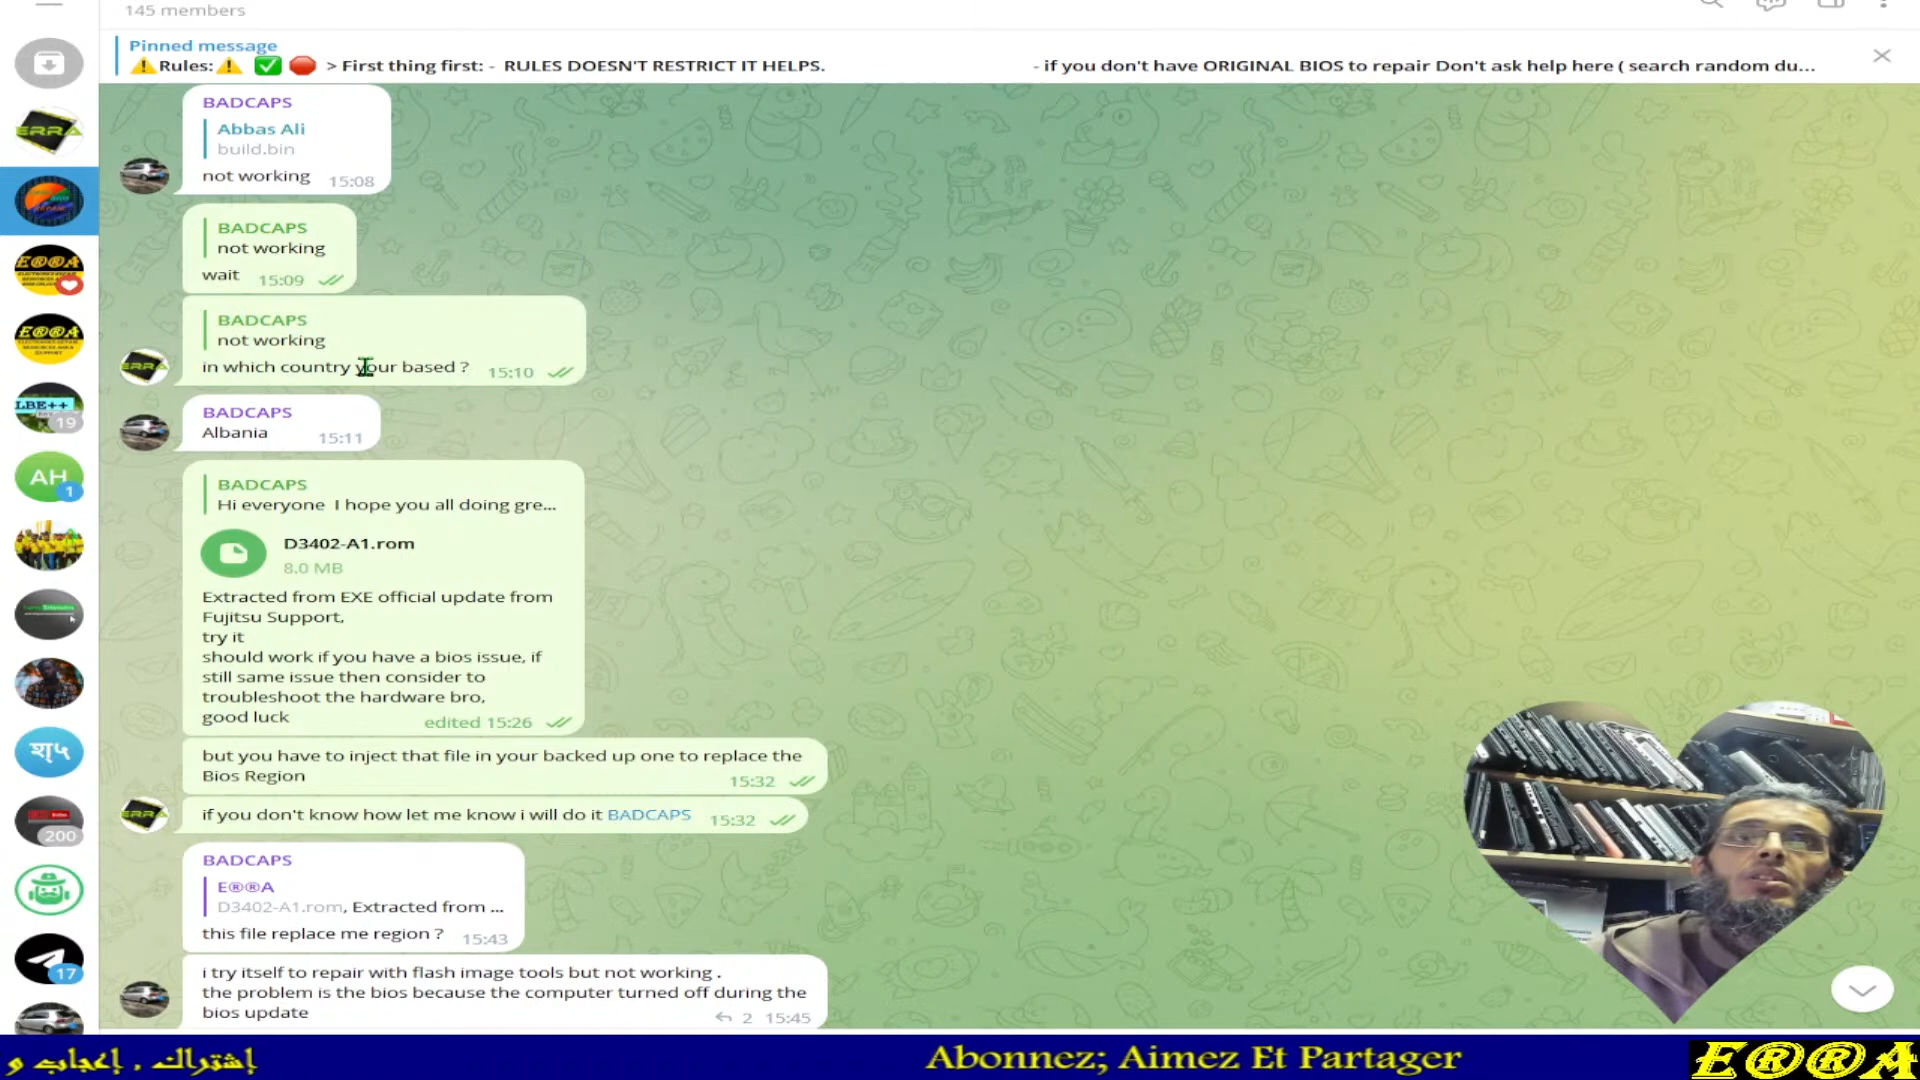 145 members
Pinned message
⚠️Rules:⚠️ ✅ 🛑 > First thing first: - RULES DOESN'T RESTRICT IT HELPS. - if you don't have ORIGINAL BIOS to repair Don't ask help here ( search random du...
BADCAPS
Abbas Ali
build.bin
not working 15:08
BADCAPS
not working
wait 15:09
BADCAPS
not working
in which country your based ? 15:10
BADCAPS
Albania 15:11
BADCAPS
Hi everyone I hope you all doing gre...
D3402-A1.rom
8.0 MB
Extracted from EXE official update from
Fujitsu Support,
try it
should work if you have a bios issue, if
still same issue then consider to
troubleshoot the hardware bro,
good luck edited 15:26
but you have to inject that file in your backed up one to replace the
Bios Region 15:32
if you don't know how let me know i will do it BADCAPS 15:32
BADCAPS
E®®A
D3402-A1.rom, Extracted from ...
this file replace me region ? 15:43
i try itself to repair with flash image tools but not working .
the problem is the bios because the computer turned off during the
bios update 2 15:45
ERRA
E®®A
E®®A
LBE++
19
AH
1
হা৸
200
17
إشتراك , إعجاب و
Abonnez; Aimez Et Partager
E®®A